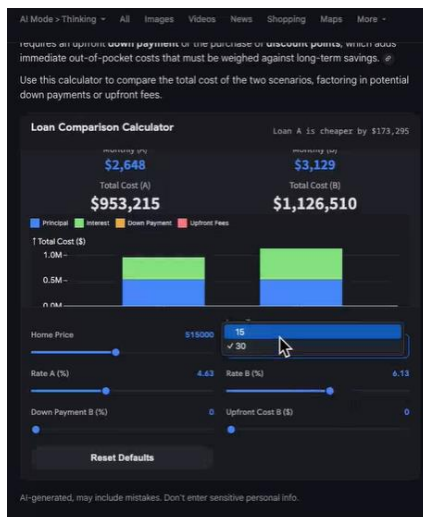 AI Mode > Thinking All Images Videos News Shopping Maps More
requires an upfront down payment or the purchase of discount points, which adds
immediate out-of-pocket costs that must be weighed against long-term savings.
Use this calculator to compare the total cost of the two scenarios, factoring in potential
down payments or upfront fees.
Loan Comparison Calculator Loan A is cheaper by $173,295
Monthly (A) Monthly (B)
$2,648 $3,129
Total Cost (A) Total Cost (B)
$953,215 $1,126,510
Principal Interest Down Payment Upfront Fees
↑Total Cost ($)
1.0M
0.5M
0.0M
15
Home Price 515000
✓ 30
Rate A (%) 4.63 Rate B (%) 6.13
Down Payment B (%) 0 Upfront Cost B ($) 0
Reset Defaults
AI-generated, may include mistakes. Don't enter sensitive personal info.